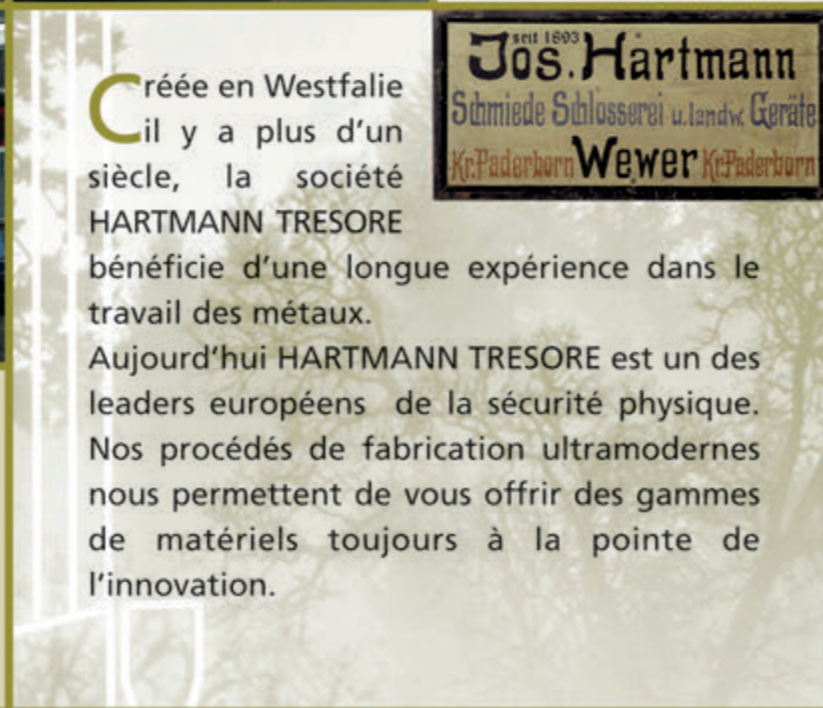 Créée en Westfalie
il y a plus d'un
siècle, la société
HARTMANN TRESORE
bénéficie d'une longue expérience dans le
travail des métaux.
Aujourd'hui HARTMANN TRESORE est un des
leaders européens de la sécurité physique.
Nos procédés de fabrication ultramodernes
nous permettent de vous offrir des gammes
de matériels toujours à la pointe de
l'innovation.
seit 1893
Jos. Hartmann
Schmiede Schlosserei u. landw. Geräte
Kr. Paderborn Wewer Kr. Paderborn